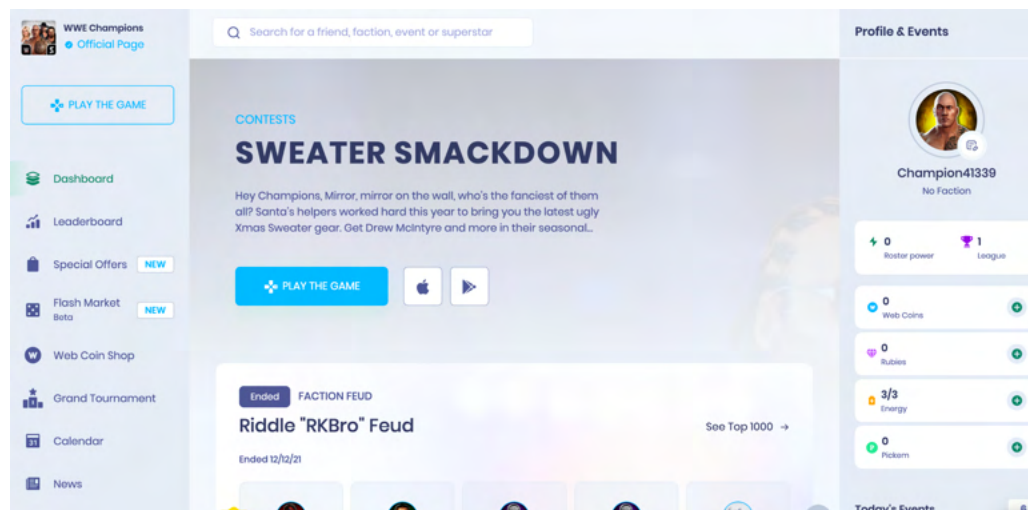 WWE Champions
Official Page
PLAY THE GAME
Dashboard
Leaderboard
Special Offers NEW
Flash Market
Beta
NEW
Web Coin Shop
Grand Tournament
31 Calendar
News
Search for a friend, faction, event or superstar
CONTESTS
SWEATER SMACKDOWN
Hey Champions, Mirror, mirror on the wall, who's the fanciest of them
all? Santa's helpers worked hard this year to bring you the latest ugly
Xmas Sweater gear. Get Drew McIntyre and more in their seasonal...
PLAY THE GAME
Ended FACTION FEUD
Riddle "RKBro" Feud
See Top 1000 →
Ended 12/12/21
Profile & Events
Champion41339
No Faction
0
Roster power
1
League
0
Web Coins
0
Rubies
3/3
Energy
0
Pickem
Today's Events